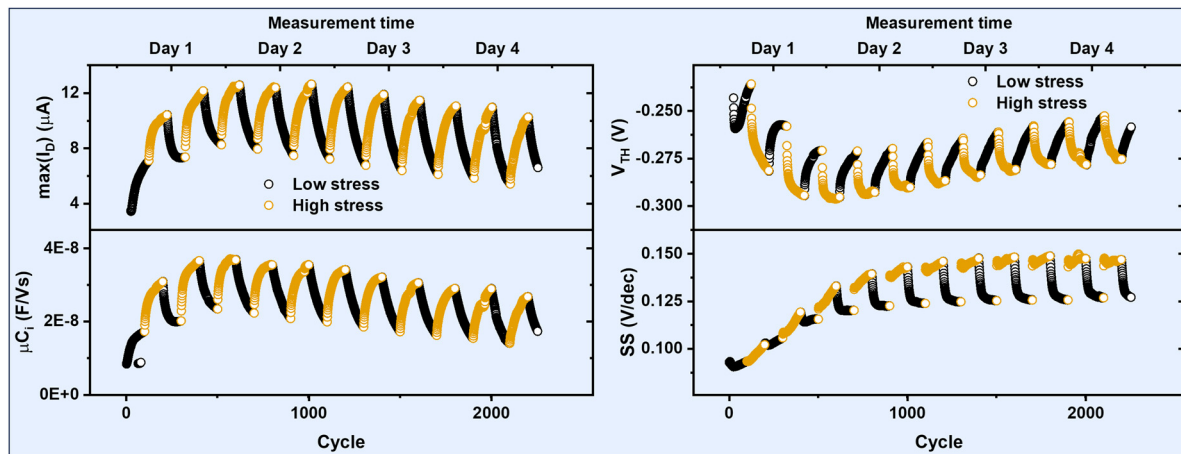 Measurement time
Day 1 Day 2 Day 3 Day 4
max(I_D) (μA)
12
8
4
Low stress
High stress
μC_i (F/Vs)
4E-8
2E-8
0E+0
0 1000 2000
Cycle
Measurement time
Day 1 Day 2 Day 3 Day 4
V_TH (V)
-0.250
-0.275
-0.300
Low stress
High stress
SS (V/dec)
0.150
0.125
0.100
0 1000 2000
Cycle